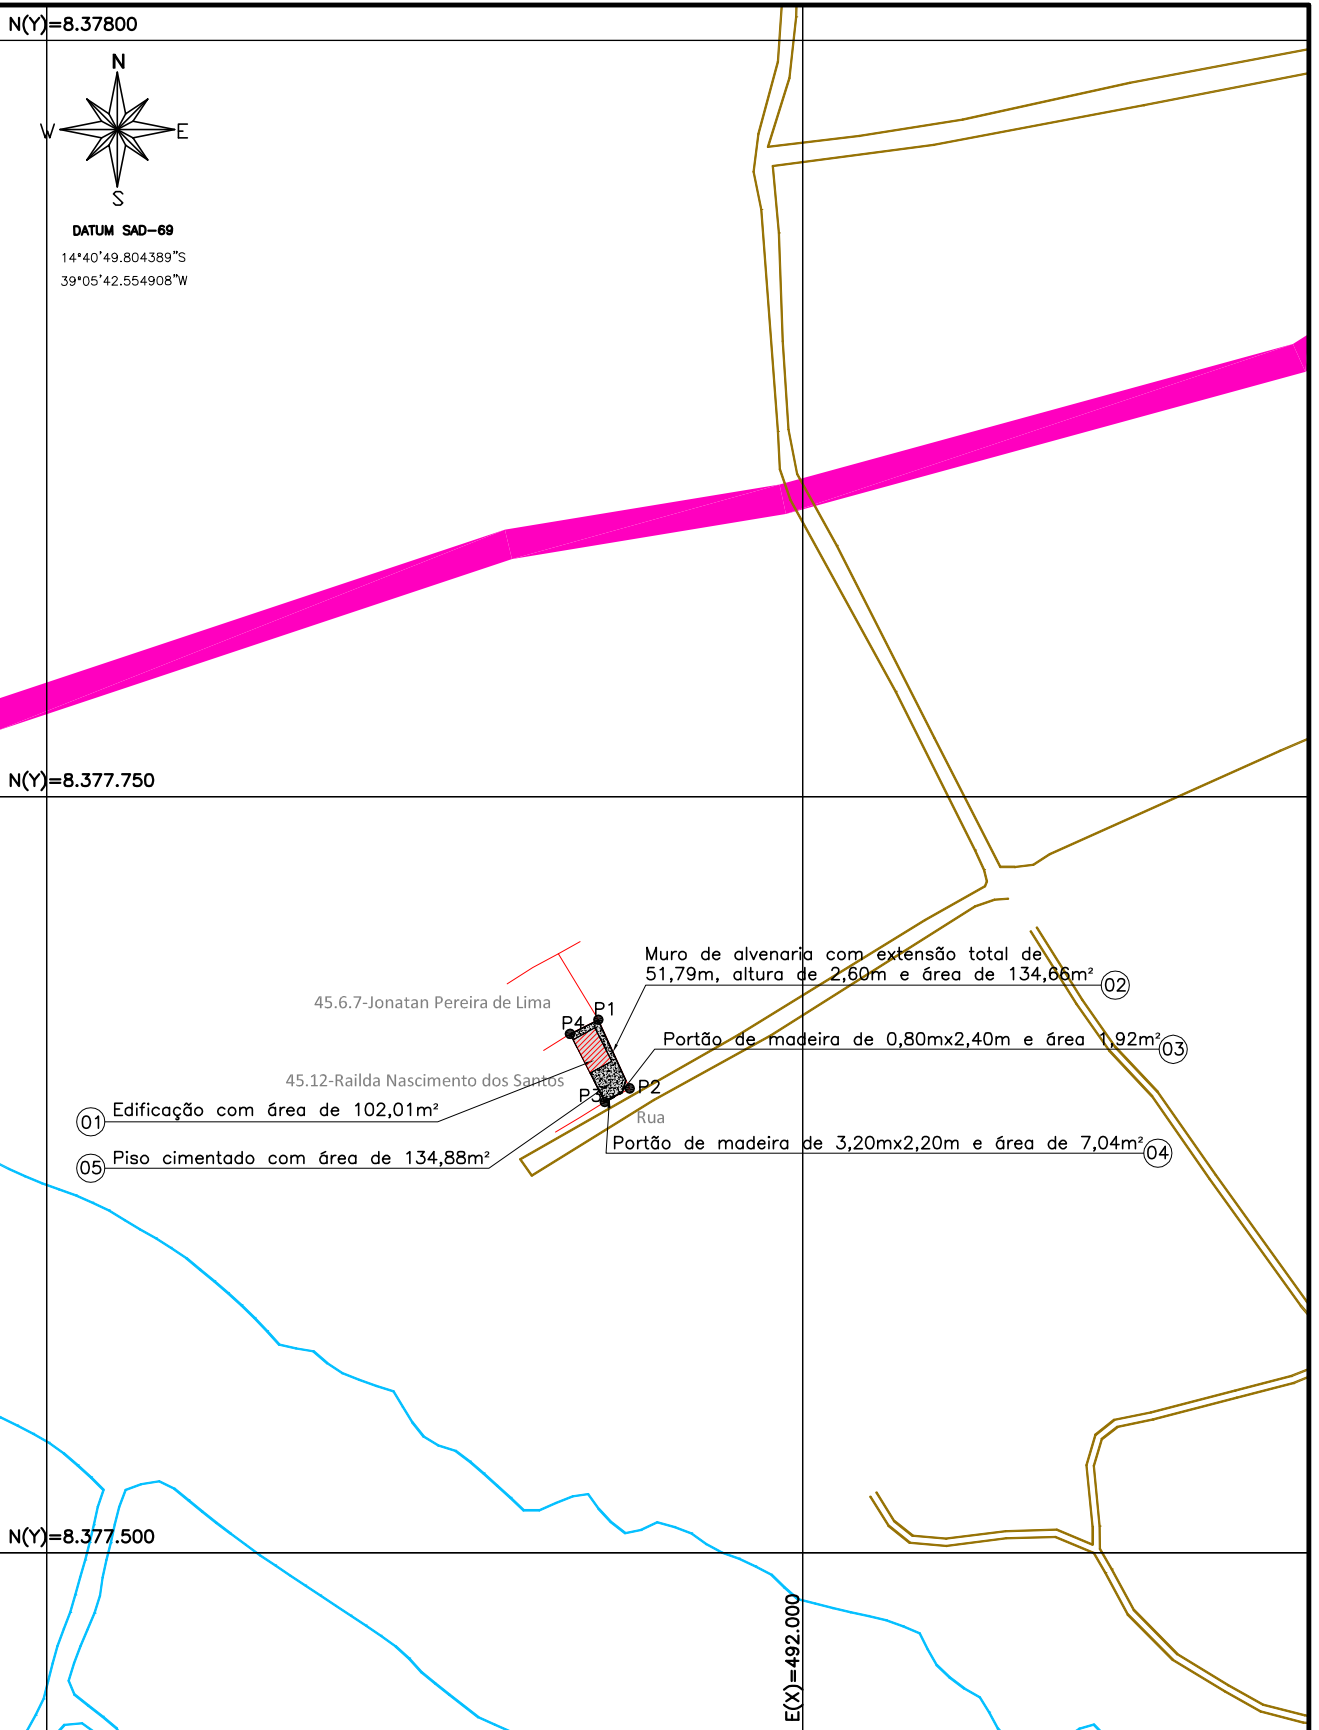 N(Y)=8.37800
N
W
E
S
DATUM SAD-69
14°40'49.804389"S
39°05'42.554908"W
N(Y)=8.377.750
Muro de alvenaria com extensão total de
51,79m, altura de 2,60m e área de 134,66m²
02
45.6.7-Jonatan Pereira de Lima
P1
P4
Portão de madeira de 0,80mx2,40m e área 1,92m²
03
45.12-Railda Nascimento dos Santos
P2
P3
01
Edificação com área de 102,01m²
Rua
Portão de madeira de 3,20mx2,20m e área de 7,04m²
04
05
Piso cimentado com área de 134,88m²
N(Y)=8.377.500
E(X)=492.000